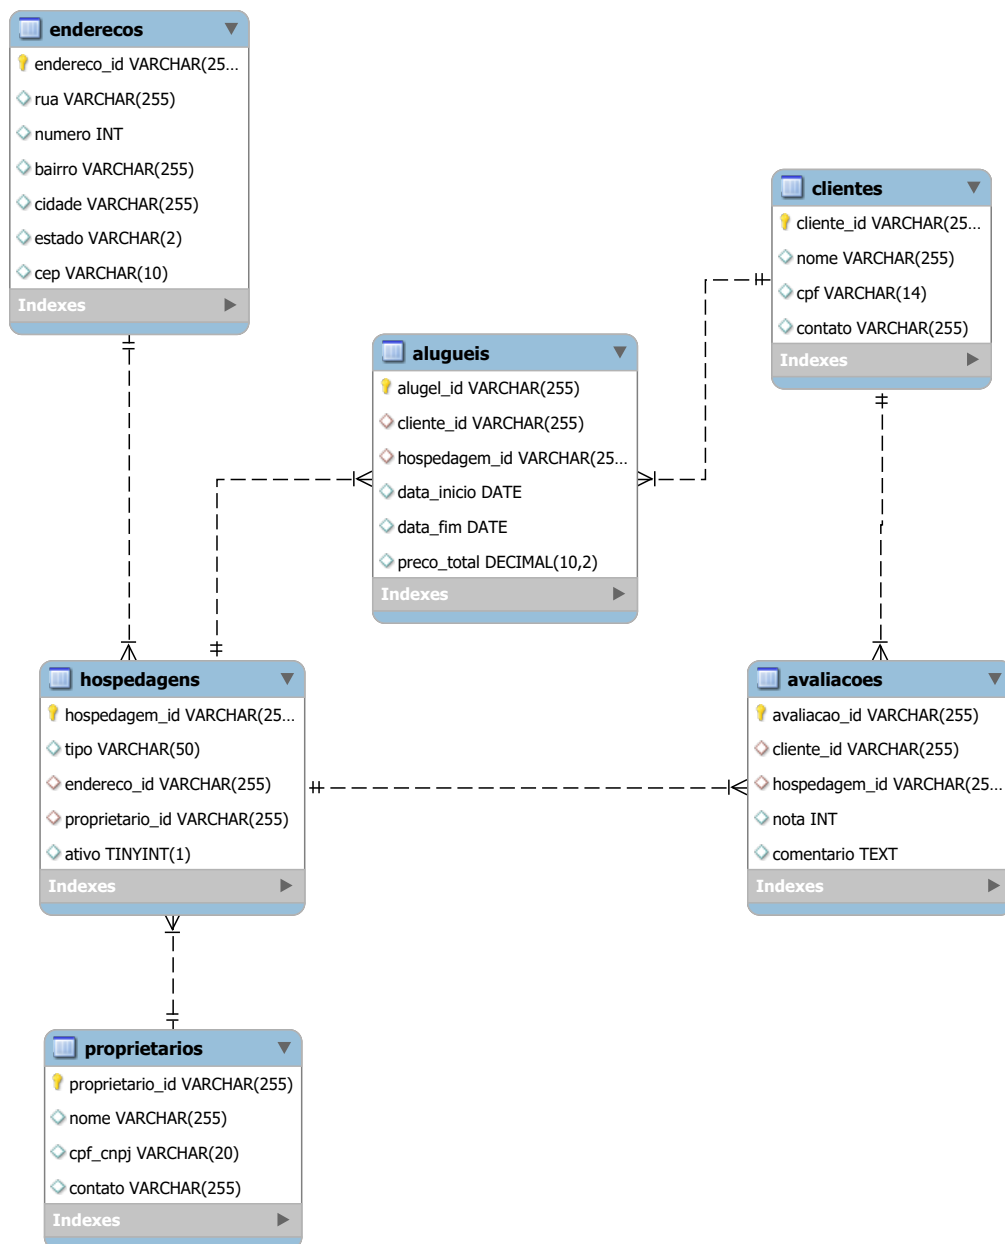 enderecos
endereco_id VARCHAR(25...
rua VARCHAR(255)
numero INT
bairro VARCHAR(255)
cidade VARCHAR(255)
estado VARCHAR(2)
cep VARCHAR(10)
Indexes
clientes
cliente_id VARCHAR(25...
nome VARCHAR(255)
cpf VARCHAR(14)
contato VARCHAR(255)
Indexes
alugueis
alugel_id VARCHAR(255)
cliente_id VARCHAR(255)
hospedagem_id VARCHAR(25...
data_inicio DATE
data_fim DATE
preco_total DECIMAL(10,2)
Indexes
hospedagens
hospedagem_id VARCHAR(25...
tipo VARCHAR(50)
endereco_id VARCHAR(255)
proprietario_id VARCHAR(255)
ativo TINYINT(1)
Indexes
avaliacoes
avaliacao_id VARCHAR(255)
cliente_id VARCHAR(255)
hospedagem_id VARCHAR(25...
nota INT
comentario TEXT
Indexes
proprietarios
proprietario_id VARCHAR(255)
nome VARCHAR(255)
cpf_cnpj VARCHAR(20)
contato VARCHAR(255)
Indexes